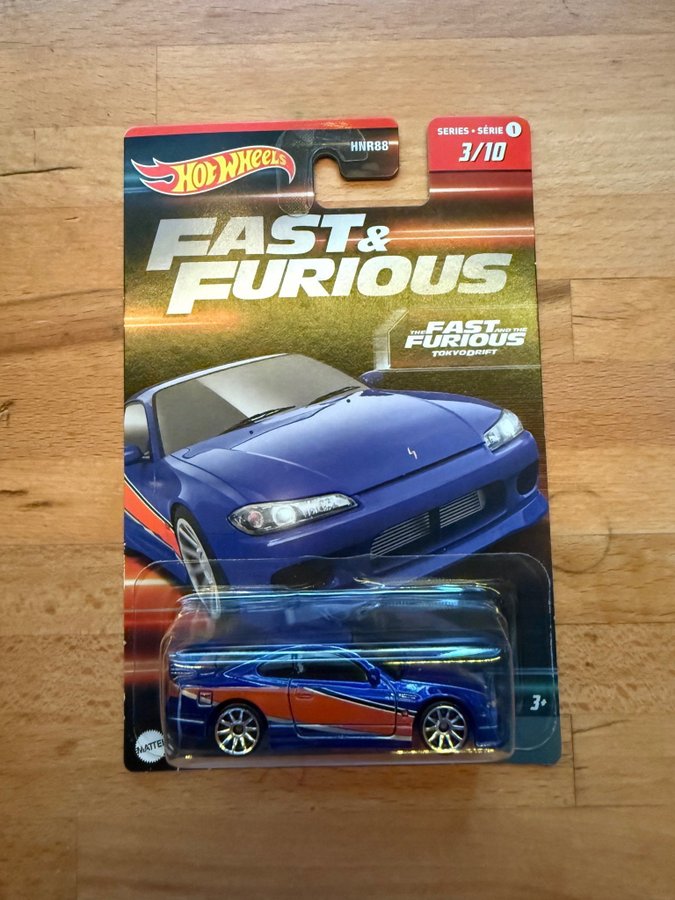 HOT WHEELS
HNR88
SERIES • SÉRIE 1
3/10
FAST &
FURIOUS
THE FAST AND THE
FURIOUS
TOKYO DRIFT
3+
MATTEL